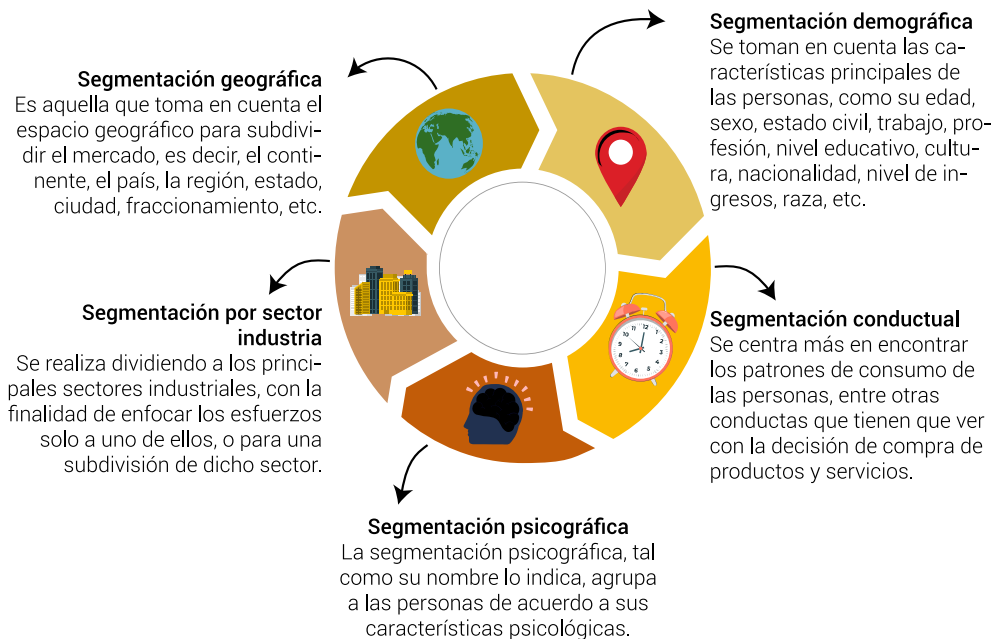 Segmentación geográfica
Es aquella que toma en cuenta el
espacio geográfico para subdivi-
dir el mercado, es decir, el conti-
nente, el país, la región, estado,
ciudad, fraccionamiento, etc.
Segmentación demográfica
Se toman en cuenta las ca-
racterísticas principales de
las personas, como su edad,
sexo, estado civil, trabajo, pro-
fesión, nivel educativo, cultu-
ra, nacionalidad, nivel de in-
gresos, raza, etc.
Segmentación por sector
industria
Se realiza dividiendo a los princi-
pales sectores industriales, con la
finalidad de enfocar los esfuerzos
solo a uno de ellos, o para una
subdivisión de dicho sector.
Segmentación conductual
Se centra más en encontrar
los patrones de consumo de
las personas, entre otras
conductas que tienen que ver
con la decisión de compra de
productos y servicios.
Segmentación psicográfica
La segmentación psicográfica, tal
como su nombre lo indica, agrupa
a las personas de acuerdo a sus
características psicológicas.